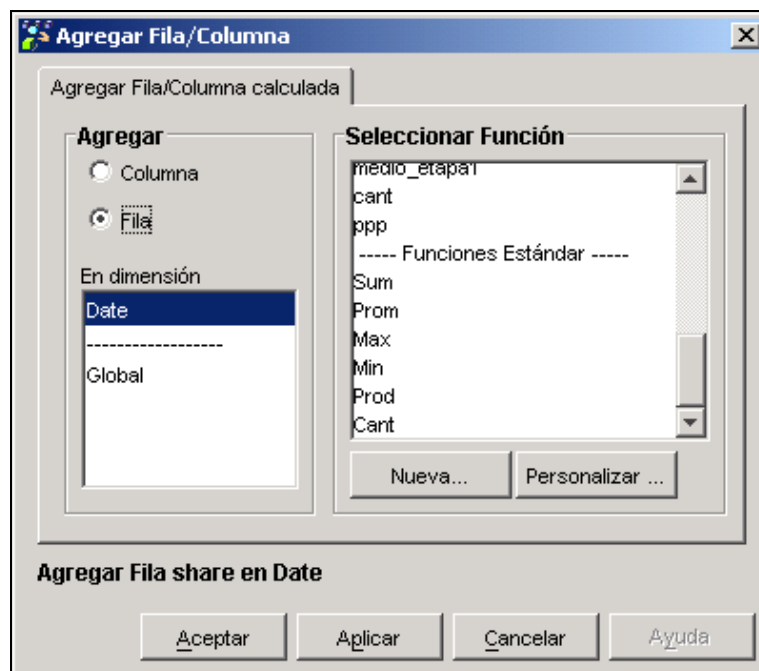 Agregar Fila/Columna
Agregar Fila/Columna calculada
Agregar
Columna
Fila
En dimensión
Date
------------------
Global
Seleccionar Función
medio_etapa1
cant
ppp
----- Funciones Estándar -----
Sum
Prom
Max
Min
Prod
Cant
Nueva...
Personalizar ...
Agregar Fila share en Date
Aceptar
Aplicar
Cancelar
Ayuda